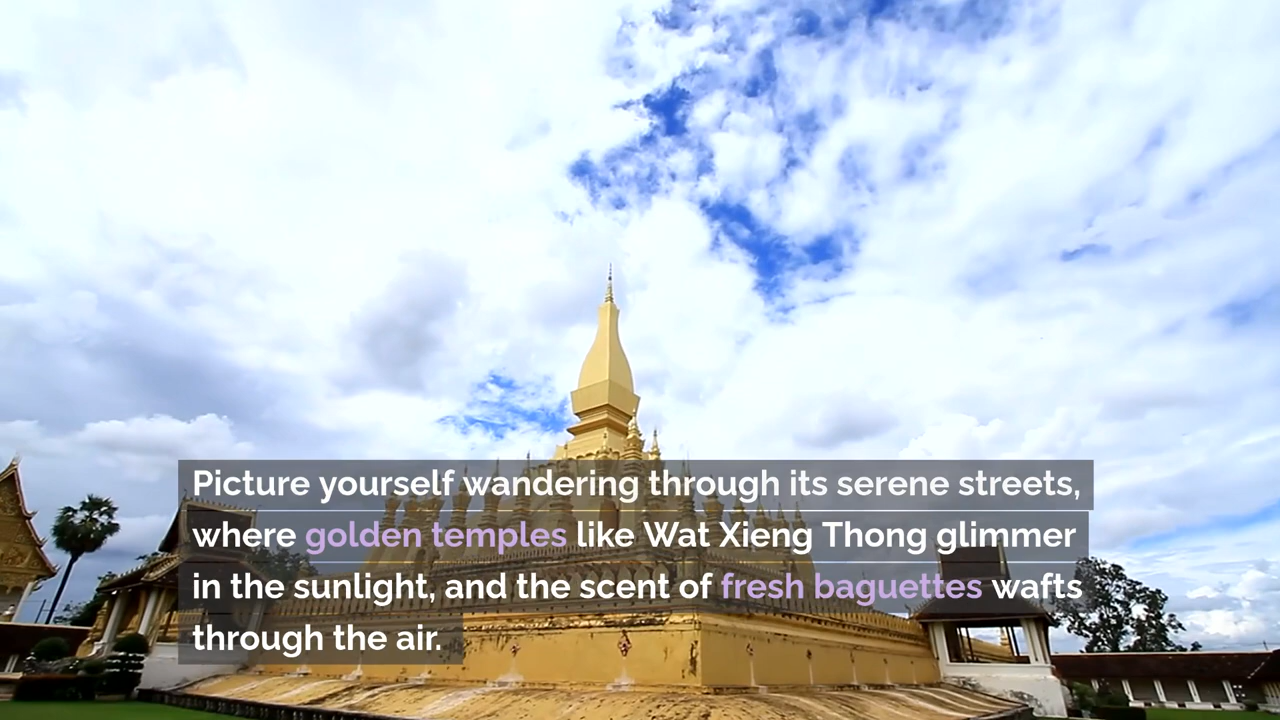 Picture yourself wandering through its serene streets,
where golden temples like Wat Xieng Thong glimmer
in the sunlight, and the scent of fresh baguettes wafts
through the air.